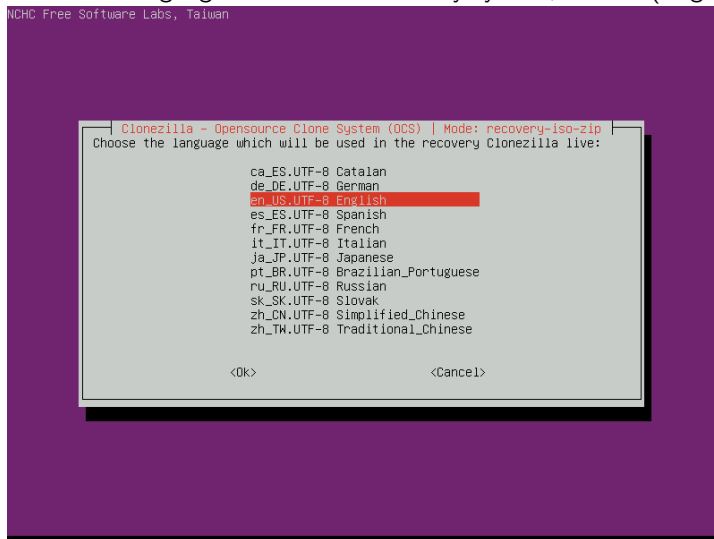 NCHC Free Software Labs, Taiwan
Clonezilla - Opensource Clone System (OCS) | Mode: recovery-iso-zip
Choose the language which will be used in the recovery Clonezilla live:
ca_ES.UTF-8 Catalan
de_DE.UTF-8 German
en_US.UTF-8 English
es_ES.UTF-8 Spanish
fr_FR.UTF-8 French
it_IT.UTF-8 Italian
ja_JP.UTF-8 Japanese
pt_BR.UTF-8 Brazilian_Portuguese
ru_RU.UTF-8 Russian
sk_SK.UTF-8 Slovak
zh_CN.UTF-8 Simplified_Chinese
zh_TW.UTF-8 Traditional_Chinese
<Ok> <Cancel>